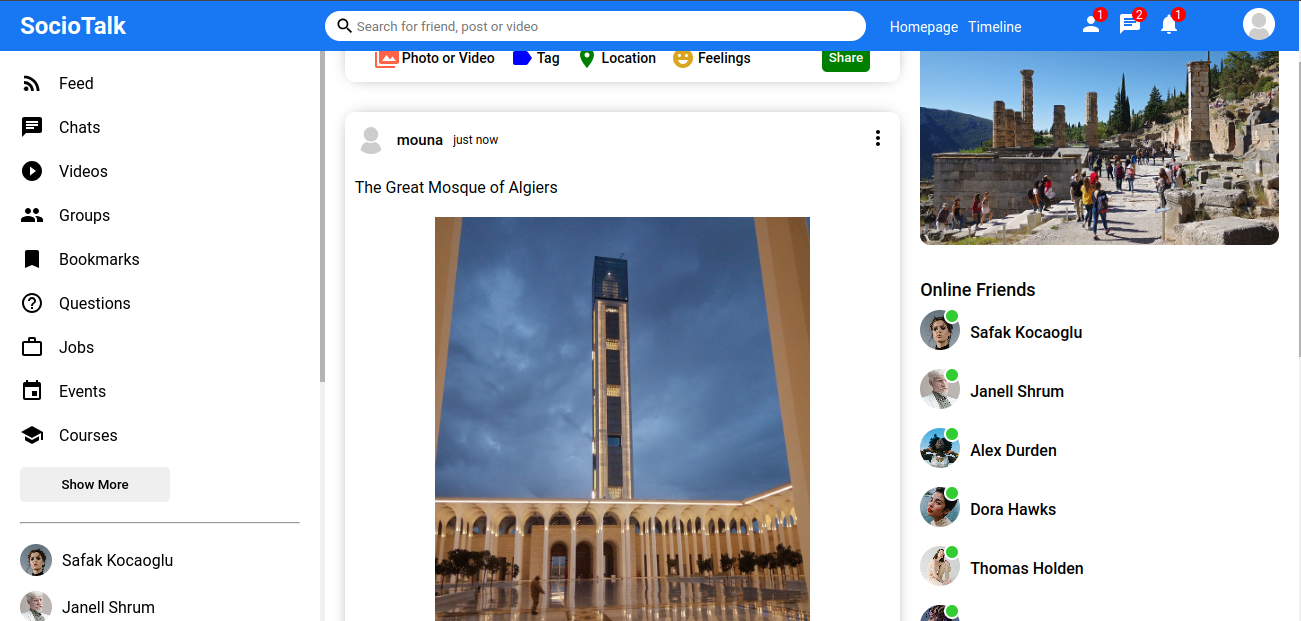 SocioTalk
Search for friend, post or video
Homepage Timeline
1
2
1
Feed
Chats
Videos
Groups
Bookmarks
Questions
Jobs
Events
Courses
Show More
Safak Kocaoglu
Janell Shrum
Photo or Video Tag Location Feelings Share
mouna just now
The Great Mosque of Algiers
Online Friends
Safak Kocaoglu
Janell Shrum
Alex Durden
Dora Hawks
Thomas Holden